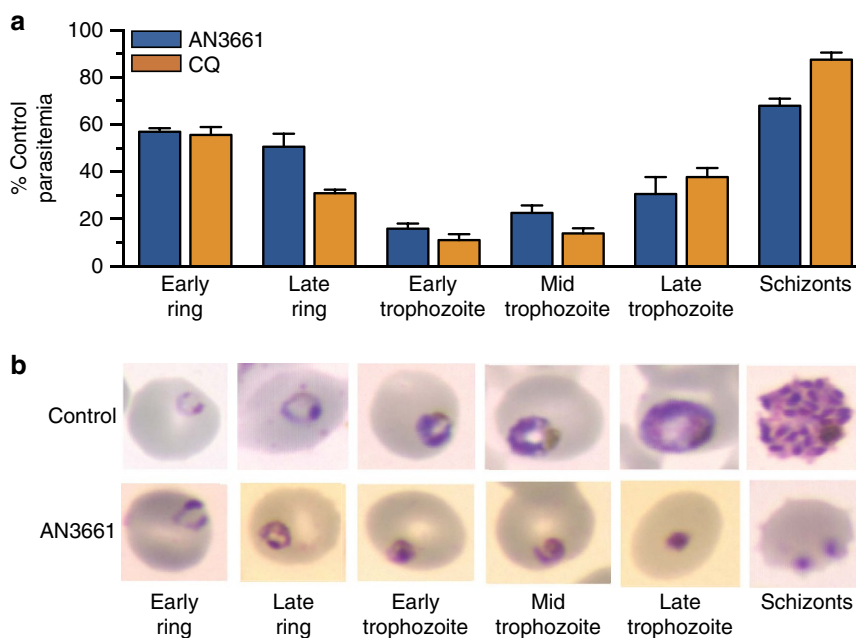 a
% Control
parasitemia
100
80
60
40
20
0
AN3661
CQ
Early
ring
Late
ring
Early
trophozoite
Mid
trophozoite
Late
trophozoite
Schizonts
b
Control
AN3661
Early
ring
Late
ring
Early
trophozoite
Mid
trophozoite
Late
trophozoite
Schizonts